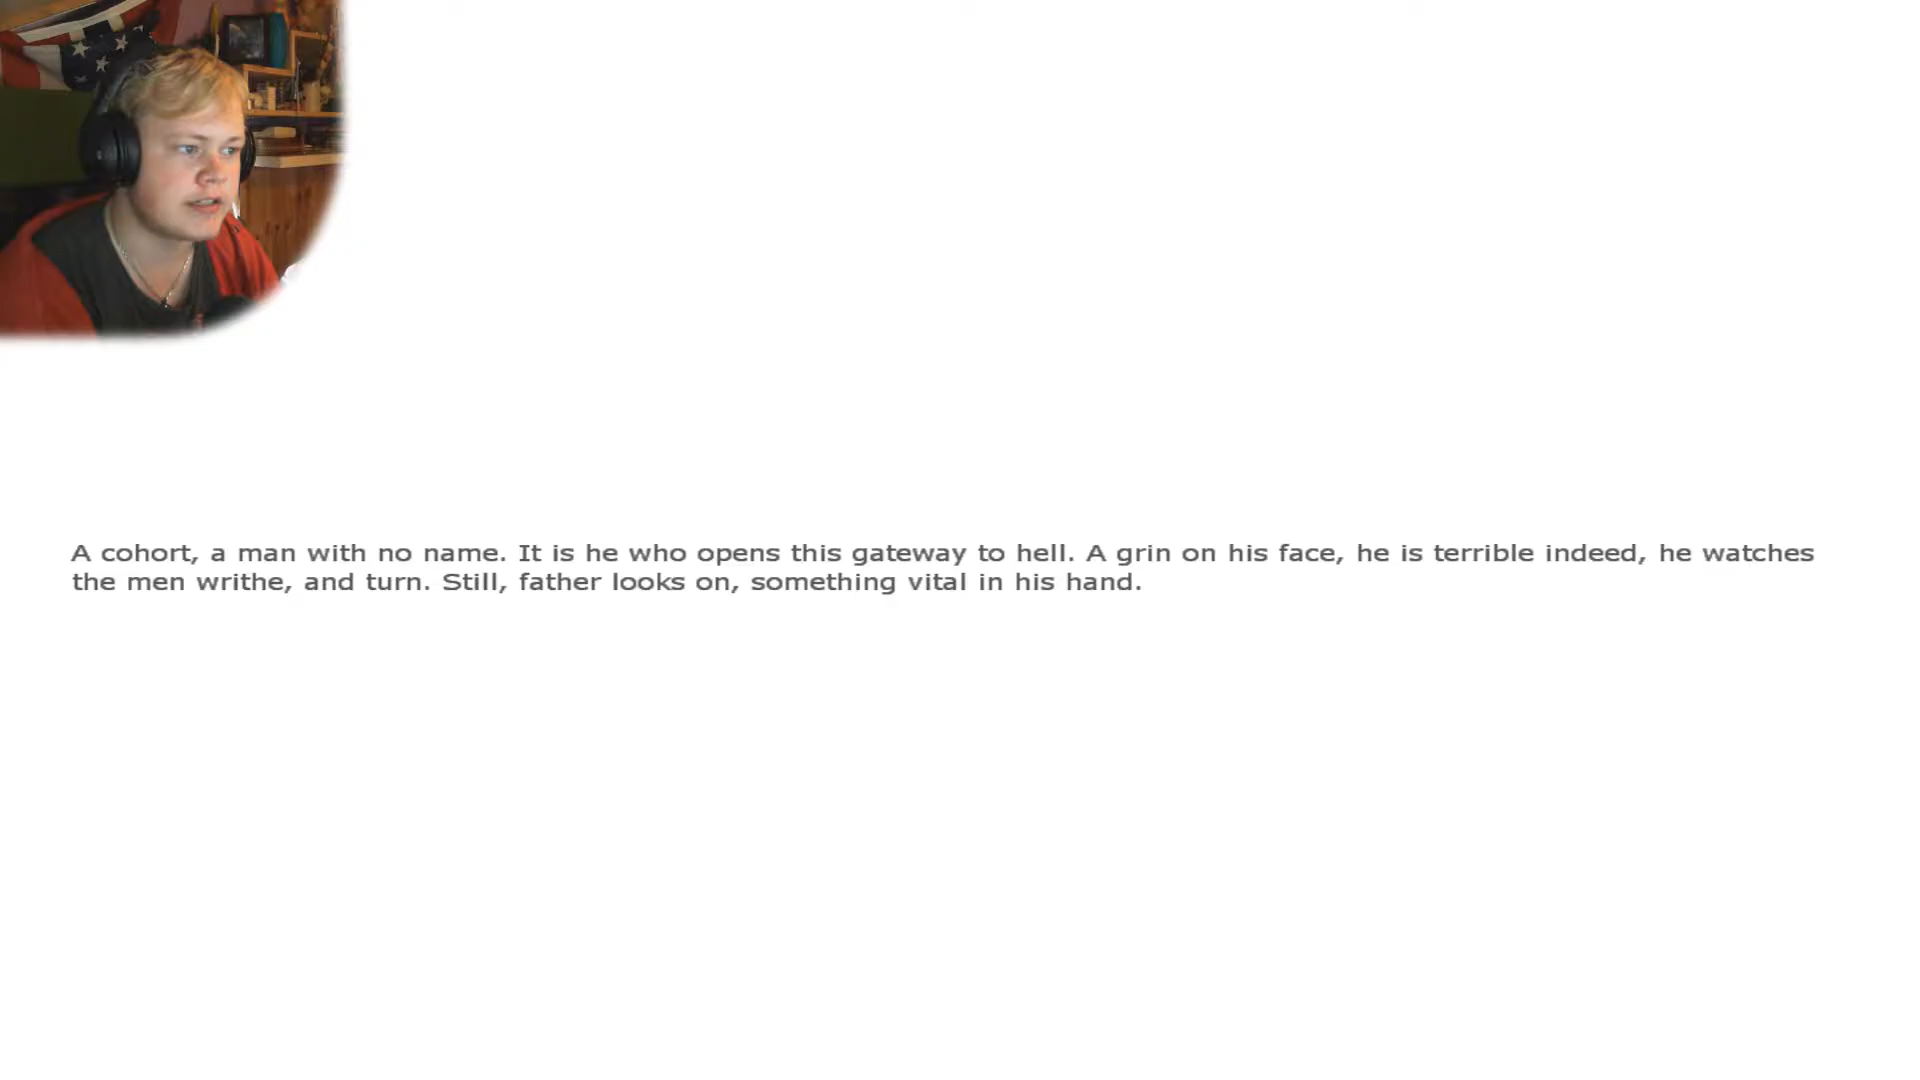 A cohort, a man with no name. It is he who opens this gateway to hell. A grin on his face, he is terrible indeed, he watches
the men writhe, and turn. Still, father looks on, something vital in his hand.